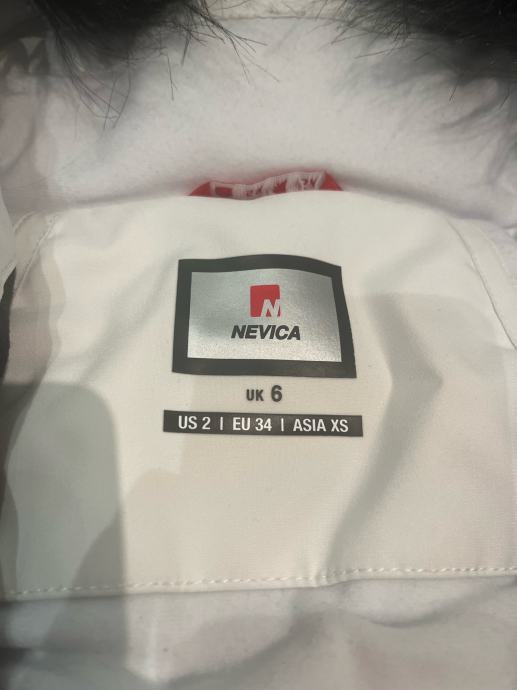 N
NEVICA
UK 6
US 2 | EU 34 | ASIA XS